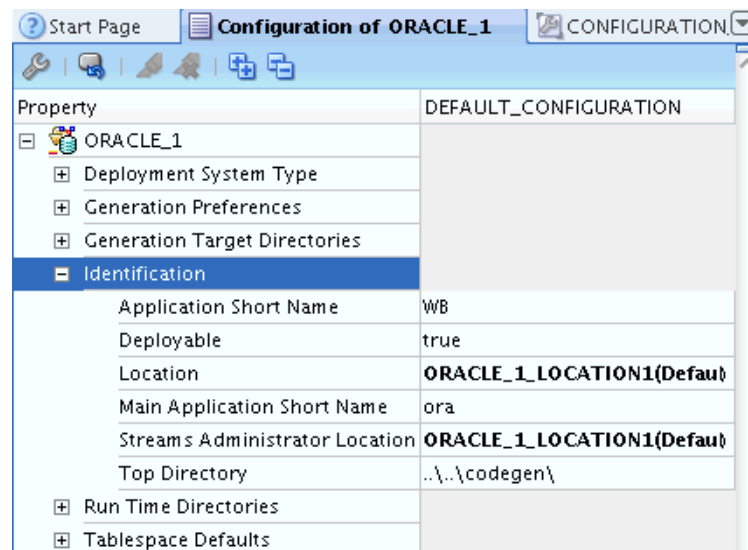 Start Page Configuration of ORACLE_1 CONFIGURATION
Property DEFAULT_CONFIGURATION
ORACLE_1
Deployment System Type
Generation Preferences
Generation Target Directories
Identification
Application Short Name WB
Deployable true
Location ORACLE_1_LOCATION1(Defaul
Main Application Short Name ora
Streams Administrator Location ORACLE_1_LOCATION1(Defaul
Top Directory ..\..\codegen\
Run Time Directories
Tablespace Defaults